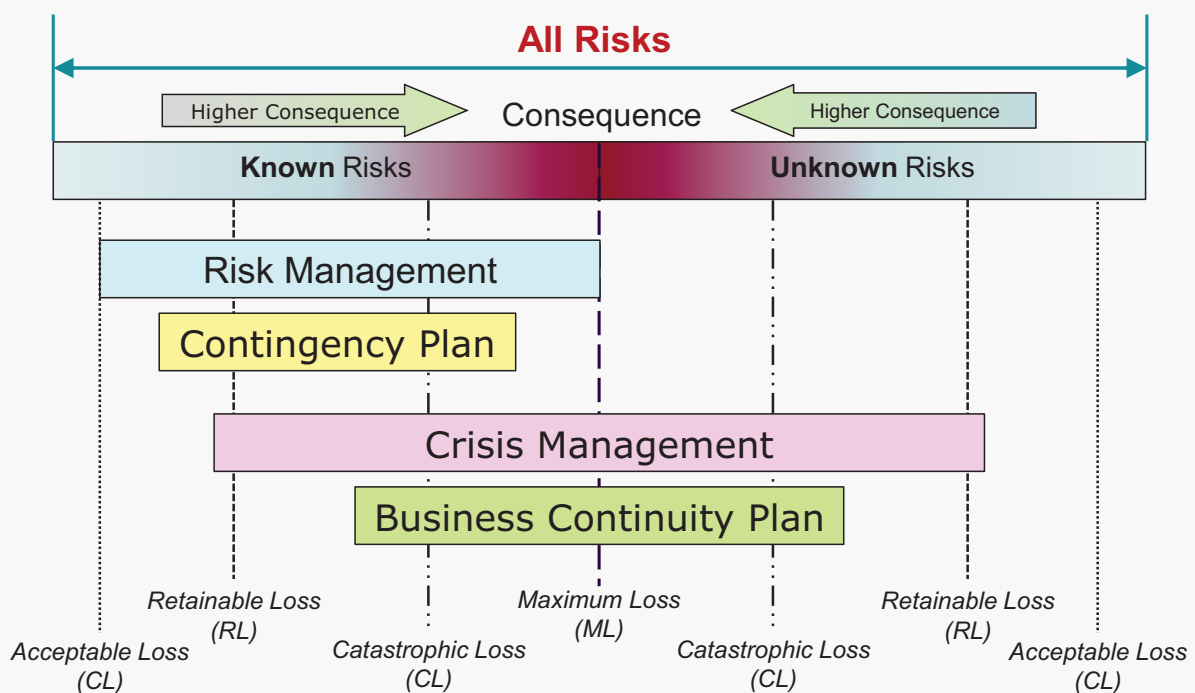 All Risks
Higher Consequence
Consequence
Higher Consequence
Known Risks
Unknown Risks
Risk Management
Contingency Plan
Crisis Management
Business Continuity Plan
Retainable Loss
(RL)
Maximum Loss
(ML)
Retainable Loss
(RL)
Acceptable Loss
(CL)
Catastrophic Loss
(CL)
Catastrophic Loss
(CL)
Acceptable Loss
(CL)